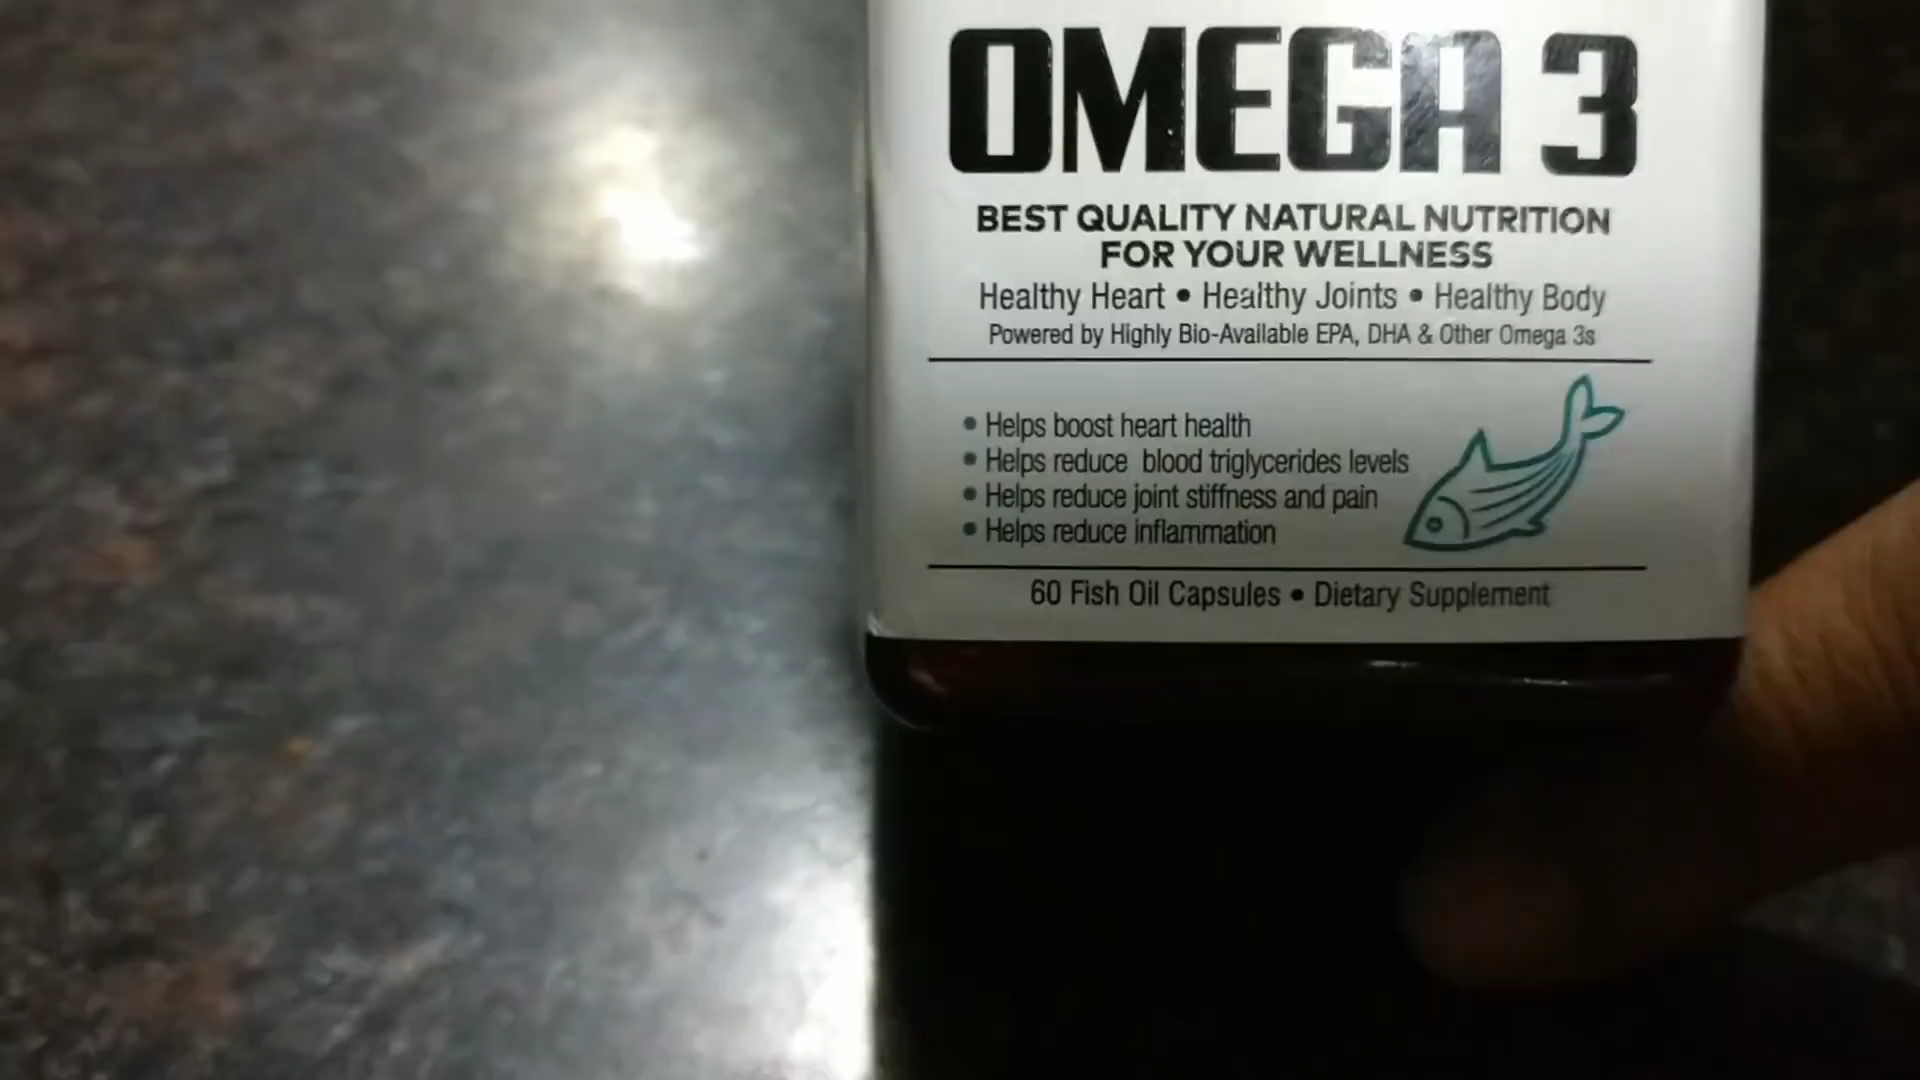 OMEGA 3
BEST QUALITY NATURAL NUTRITION
FOR YOUR WELLNESS
Healthy Heart • Healthy Joints • Healthy Body
Powered by Highly Bio-Available EPA, DHA & Other Omega 3s
• Helps boost heart health
• Helps reduce blood triglycerides levels
• Helps reduce joint stiffness and pain
• Helps reduce inflammation
60 Fish Oil Capsules • Dietary Supplement